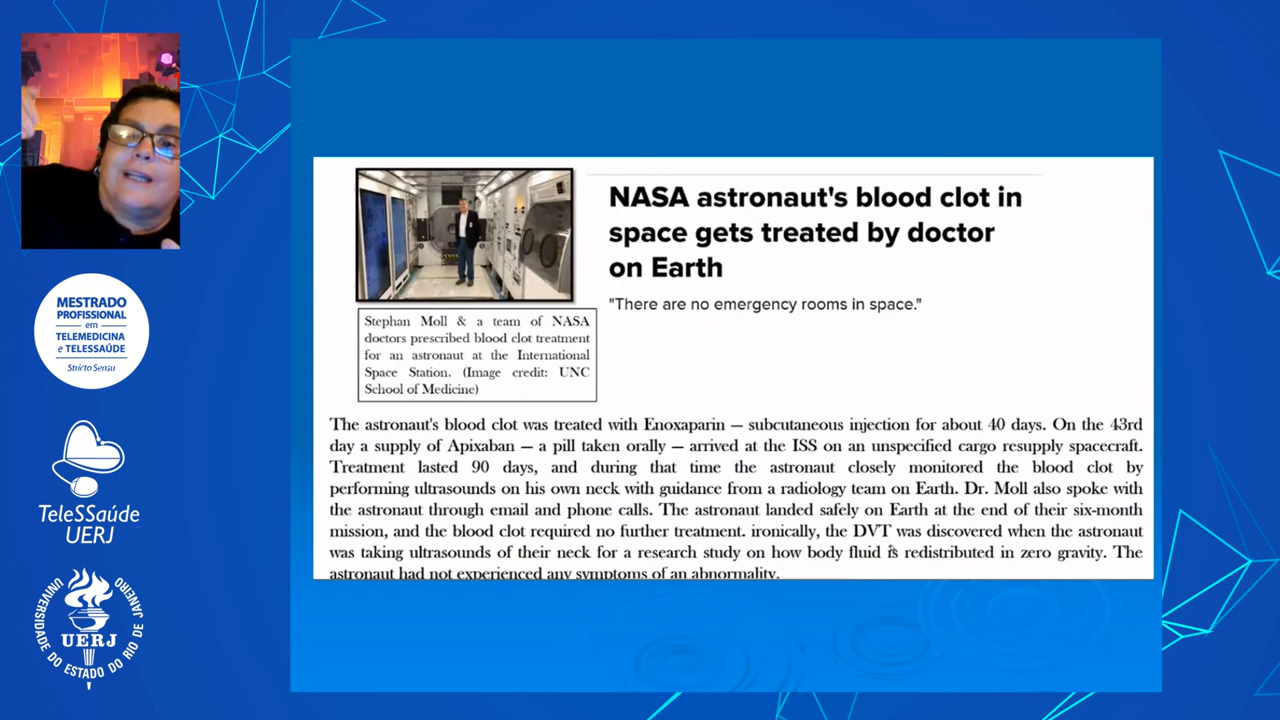 NASA astronaut's blood clot in
space gets treated by doctor
on Earth
"There are no emergency rooms in space."
Stephan Moll & a team of NASA
doctors prescribed blood clot treatment
for an astronaut at the International
Space Station. (Image credit: UNC
School of Medicine)
The astronaut's blood clot was treated with Enoxaparin — subcutaneous injection for about 40 days. On the 43rd
day a supply of Apixaban — a pill taken orally — arrived at the ISS on an unspecified cargo resupply spacecraft.
Treatment lasted 90 days, and during that time the astronaut closely monitored the blood clot by
performing ultrasounds on his own neck with guidance from a radiology team on Earth. Dr. Moll also spoke with
the astronaut through email and phone calls. The astronaut landed safely on Earth at the end of their six-month
mission, and the blood clot required no further treatment. ironically, the DVT was discovered when the astronaut
was taking ultrasounds of their neck for a research study on how body fluid is redistributed in zero gravity. The
astronaut had not experienced any symptoms of an abnormality.
MESTRADO
PROFISSIONAL
em
TELEMEDICINA
e TELESSAÚDE
Stricto Sensu
TeleSSaúde
UERJ
UNIVERSIDADE DO ESTADO DO RIO DE JANEIRO
UERJ